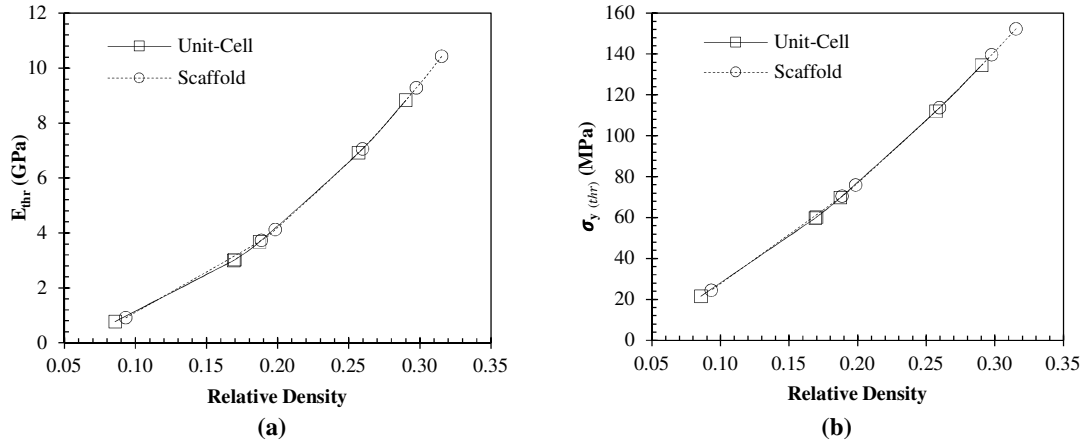 12
10
8
6
4
2
0
E_thr (GPa)
Unit-Cell
Scaffold
0.05 0.10 0.15 0.20 0.25 0.30 0.35
Relative Density
(a)
160
140
120
100
80
60
40
20
0
σ_y (thr) (MPa)
Unit-Cell
Scaffold
0.05 0.10 0.15 0.20 0.25 0.30 0.35
Relative Density
(b)